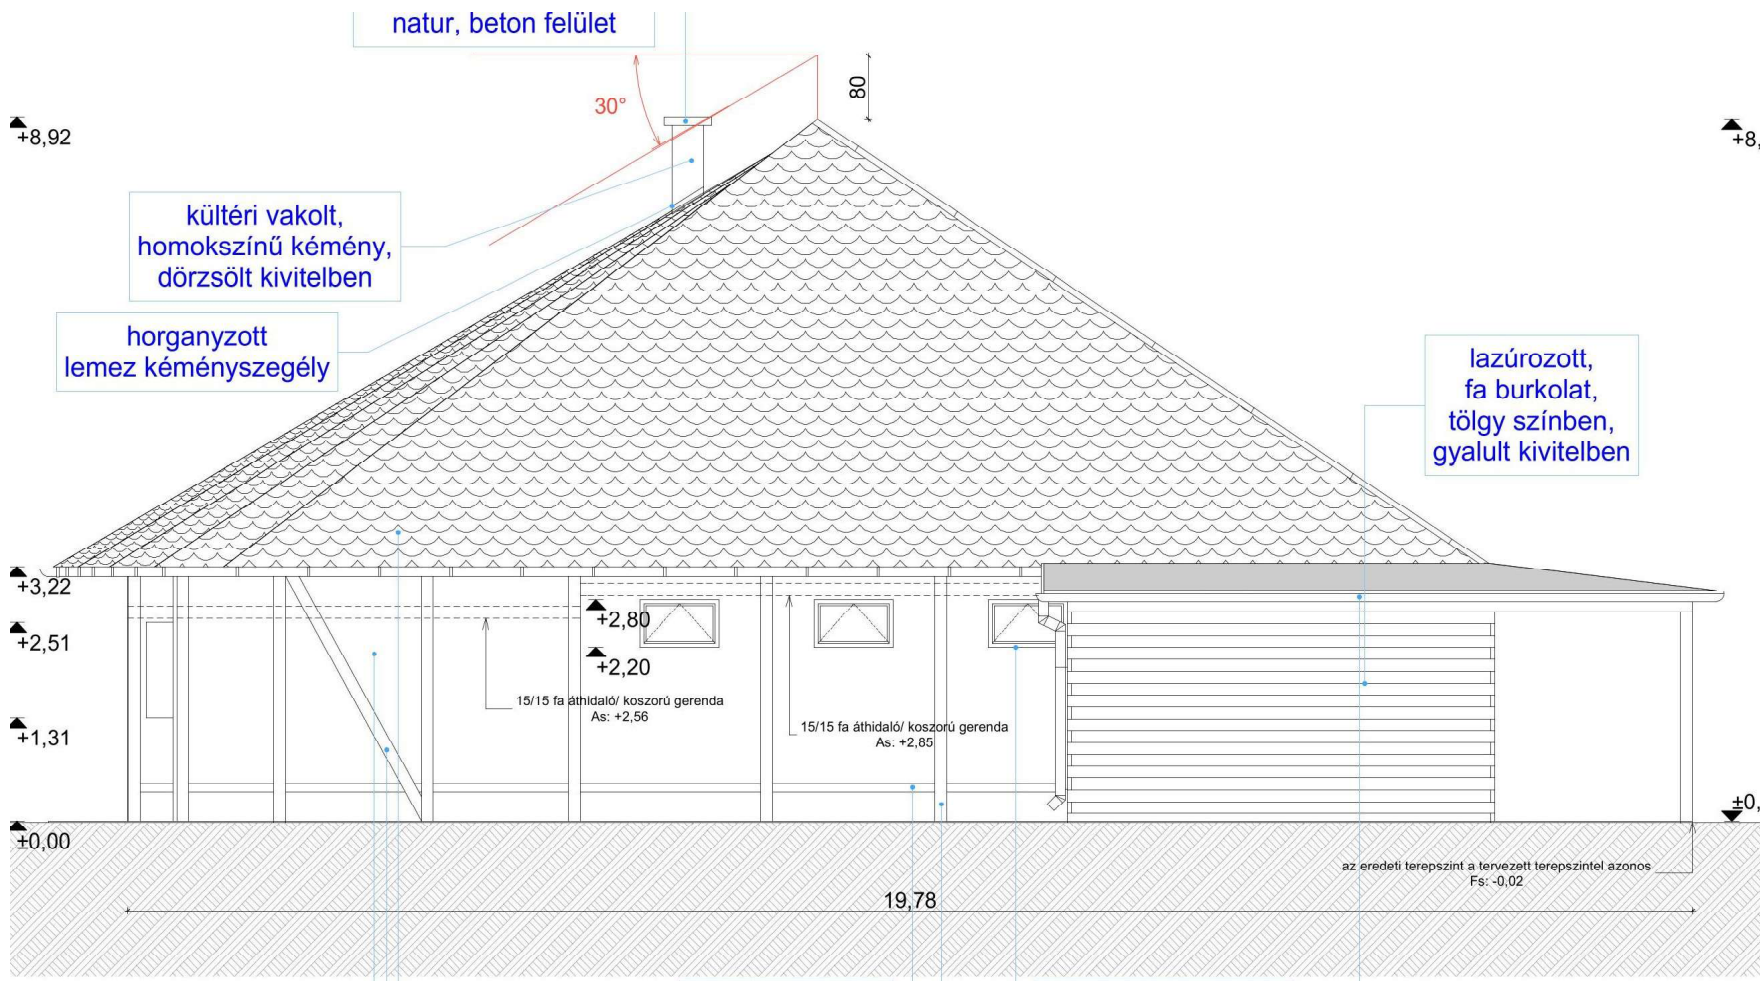 natur, beton felület
80
30°
+8,92
+8,
kültéri vakolt,
homokszínű kémény,
dörzsölt kivitelben
horganyzott
lemez kéményszegély
lazúrozott,
fa burkolat,
tölgy színben,
gyalult kivitelben
+3,22
+2,80
+2,51
+2,20
15/15 fa áthidaló/ koszorú gerenda
As: +2,56
15/15 fa áthidaló/ koszorú gerenda
As: +2,85
+1,31
±0,
±0,00
az eredeti terepszint a tervezett terepszintel azonos
Fs: -0,02
19,78